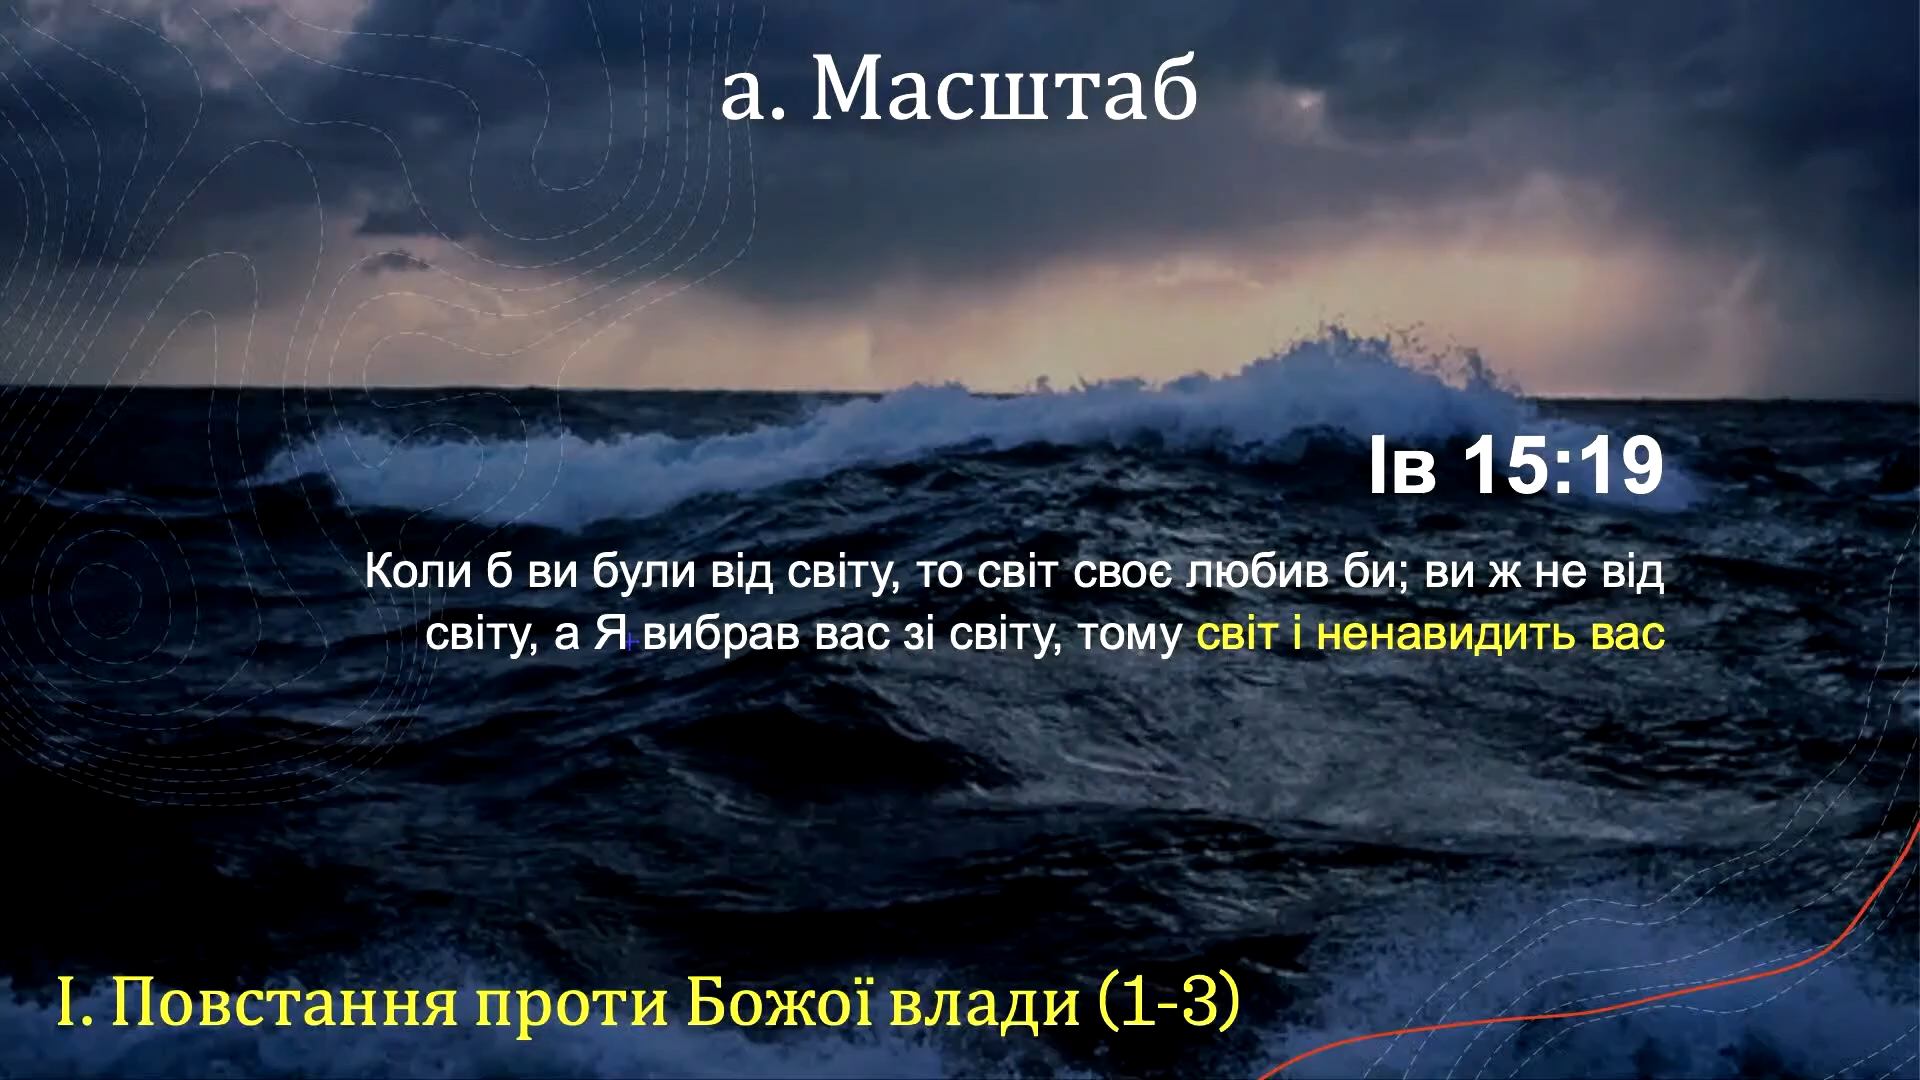 а. Масштаб
Ів 15:19
Коли б ви були від світу, то світ своє любив би; ви ж не від
світу, а Я вибрав вас зі світу, тому світ і ненавидить вас
І. Повстання проти Божої влади (1-3)